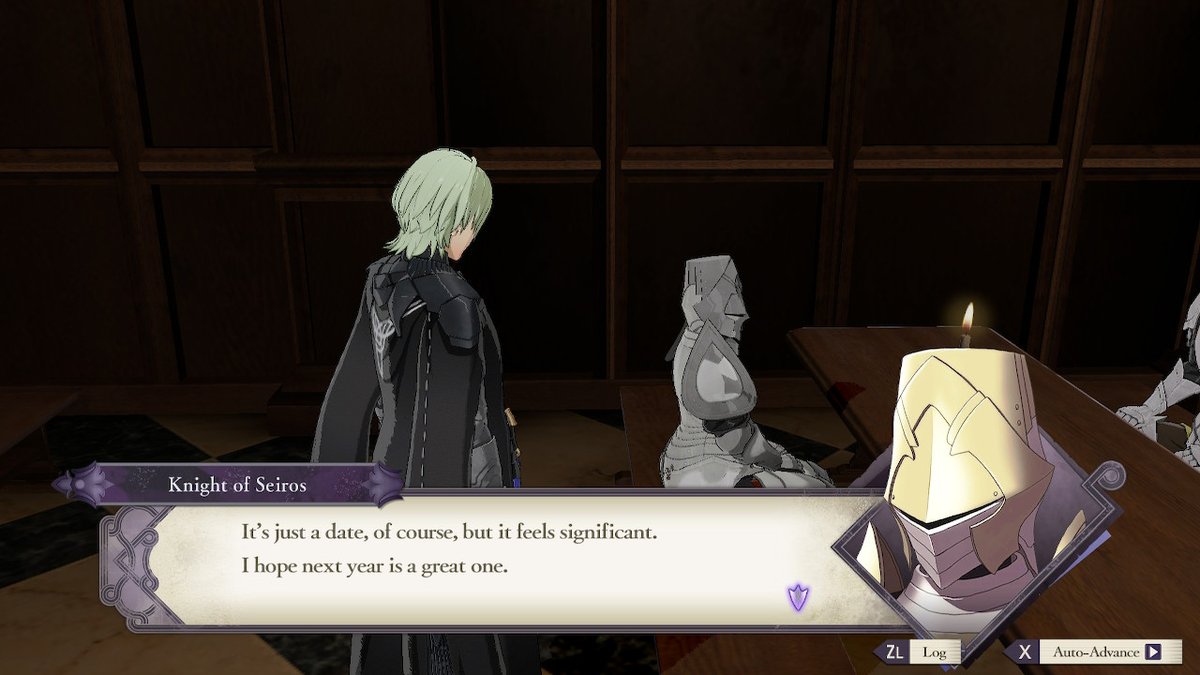 Knight of Seiros
It's just a date, of course, but it feels significant.
I hope next year is a great one.
ZL Log
X Auto-Advance